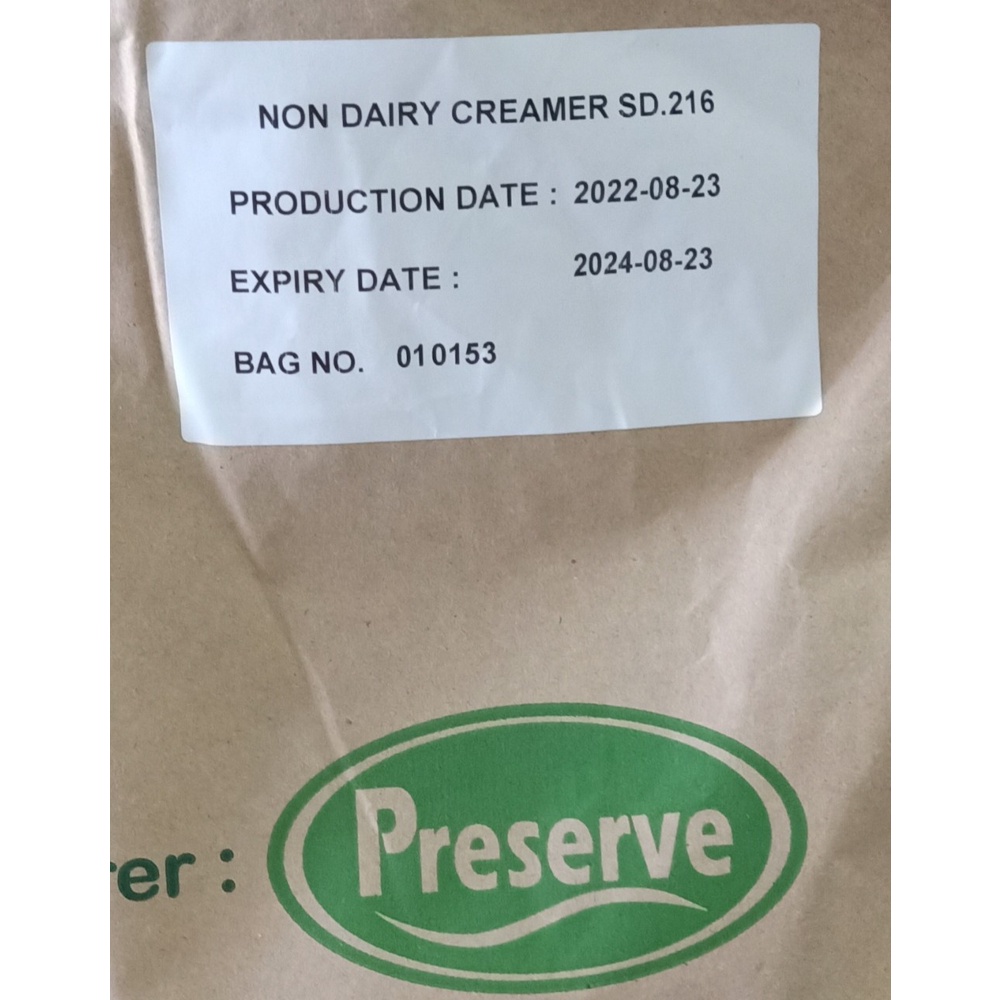 NON DAIRY CREAMER SD.216
PRODUCTION DATE : 2022-08-23
EXPIRY DATE : 2024-08-23
BAG NO. 010153
er :
Preserve